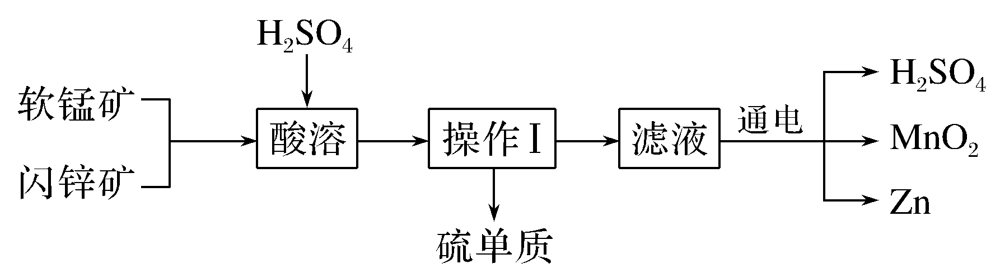 H₂SO₄
软锰矿
闪锌矿
酸溶
操作Ⅰ
硫单质
滤液
通电
H₂SO₄
MnO₂
Zn